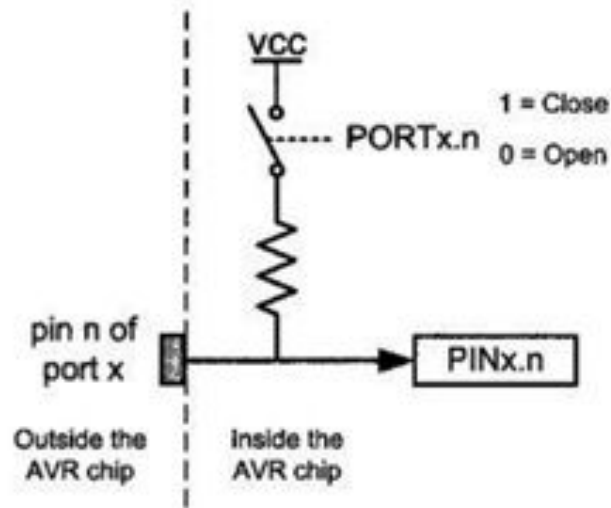 VCC
1 = Close
PORTx.n
0 = Open
pin n of
port x
PINx.n
Outside the
AVR chip
Inside the
AVR chip